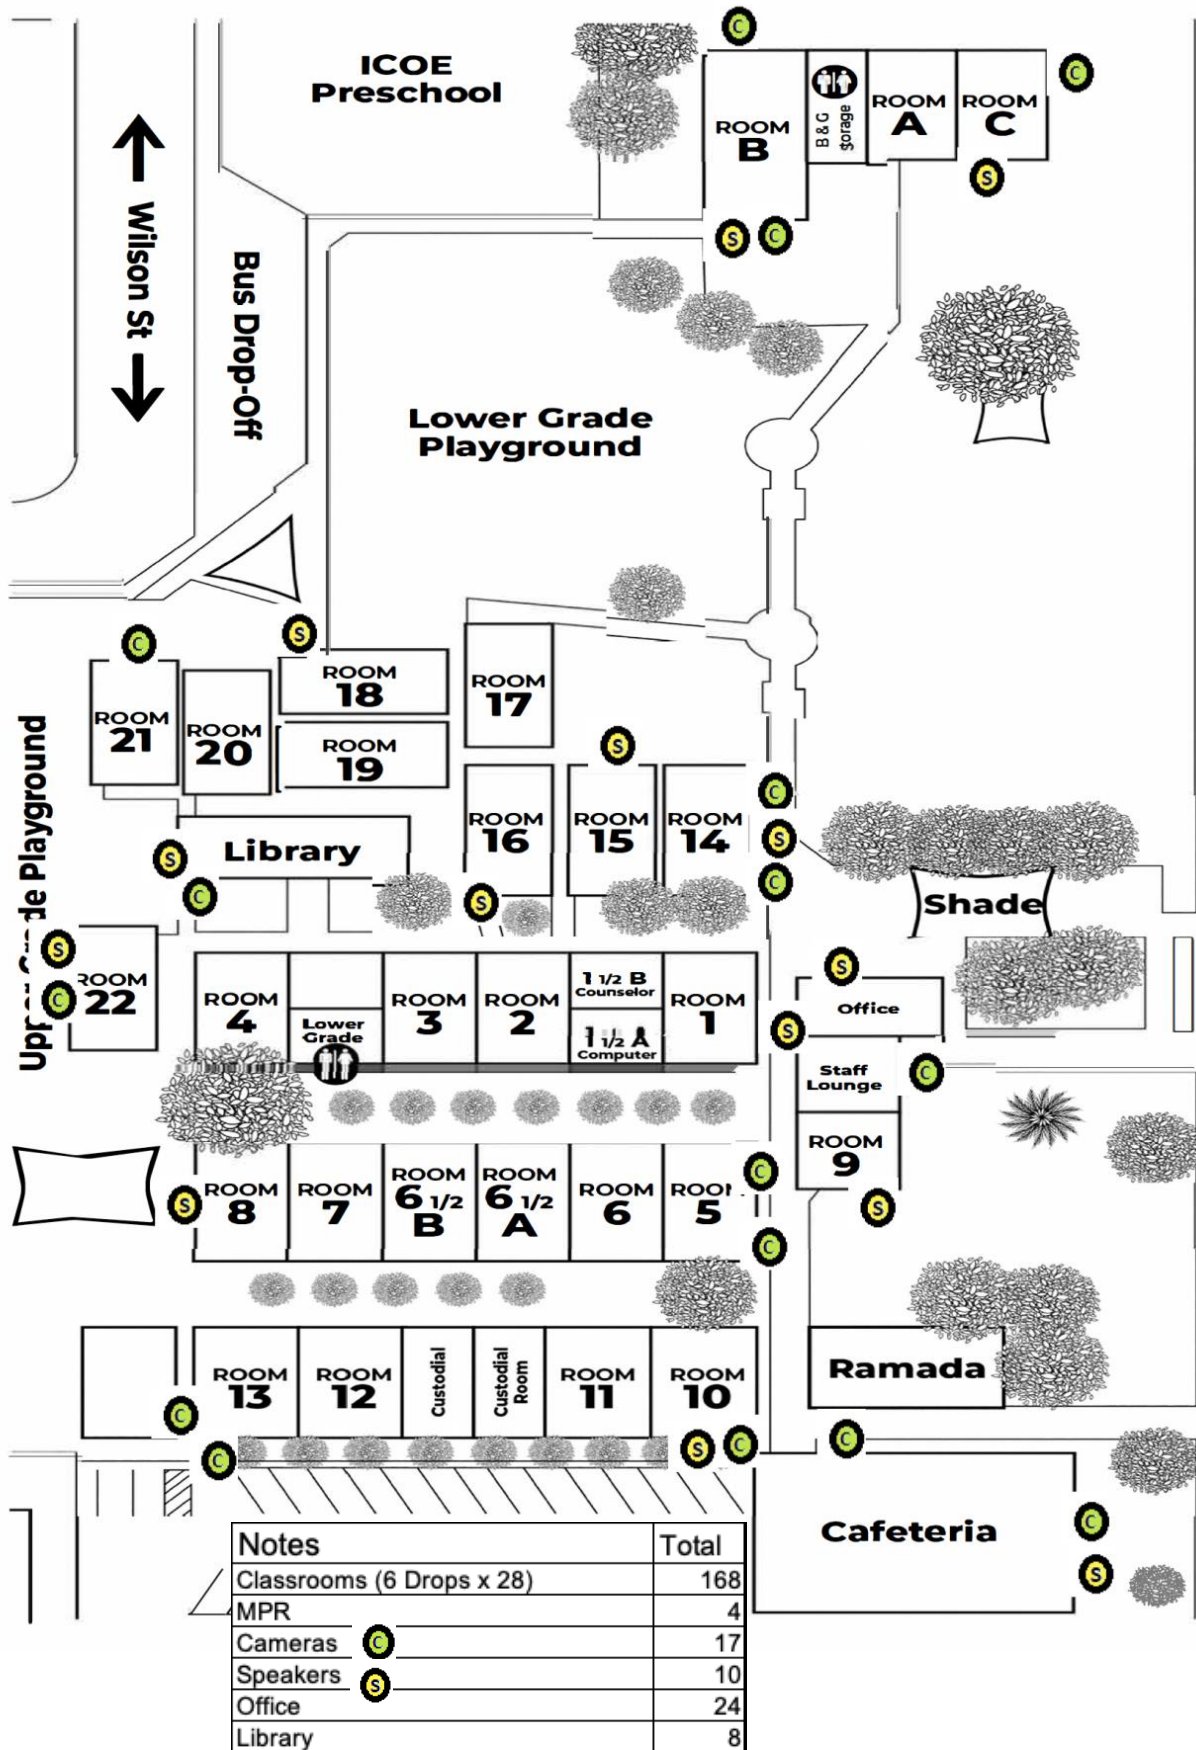 ICOE
Preschool
C
C
ROOM
B
B & G
storage
ROOM
A
ROOM
C
S
S
C
Wilson St
Bus Drop-Off
Lower Grade
Playground
C
S
ROOM
21
ROOM
20
ROOM
18
ROOM
19
ROOM
17
S
ROOM
16
ROOM
15
ROOM
14
C
S
C
Upper Grade Playground
Library
S
C
S
Shade
S
C
ROOM
22
ROOM
4
Lower
Grade
ROOM
3
ROOM
2
1 1/2 B
Counselor
1 1/2 A
Computer
ROOM
1
S
Office
S
Staff
Lounge
C
ROOM
9
S
S
ROOM
8
ROOM
7
ROOM
6 1/2
B
ROOM
6 1/2
A
ROOM
6
ROOM
5
C
C
ROOM
13
ROOM
12
Custodial
Custodial
Room
ROOM
11
ROOM
10
Ramada
C
C
S
C
C
Cafeteria
C
S
Notes Total
Classrooms (6 Drops x 28) 168
MPR 4
Cameras C 17
Speakers S 10
Office 24
Library 8